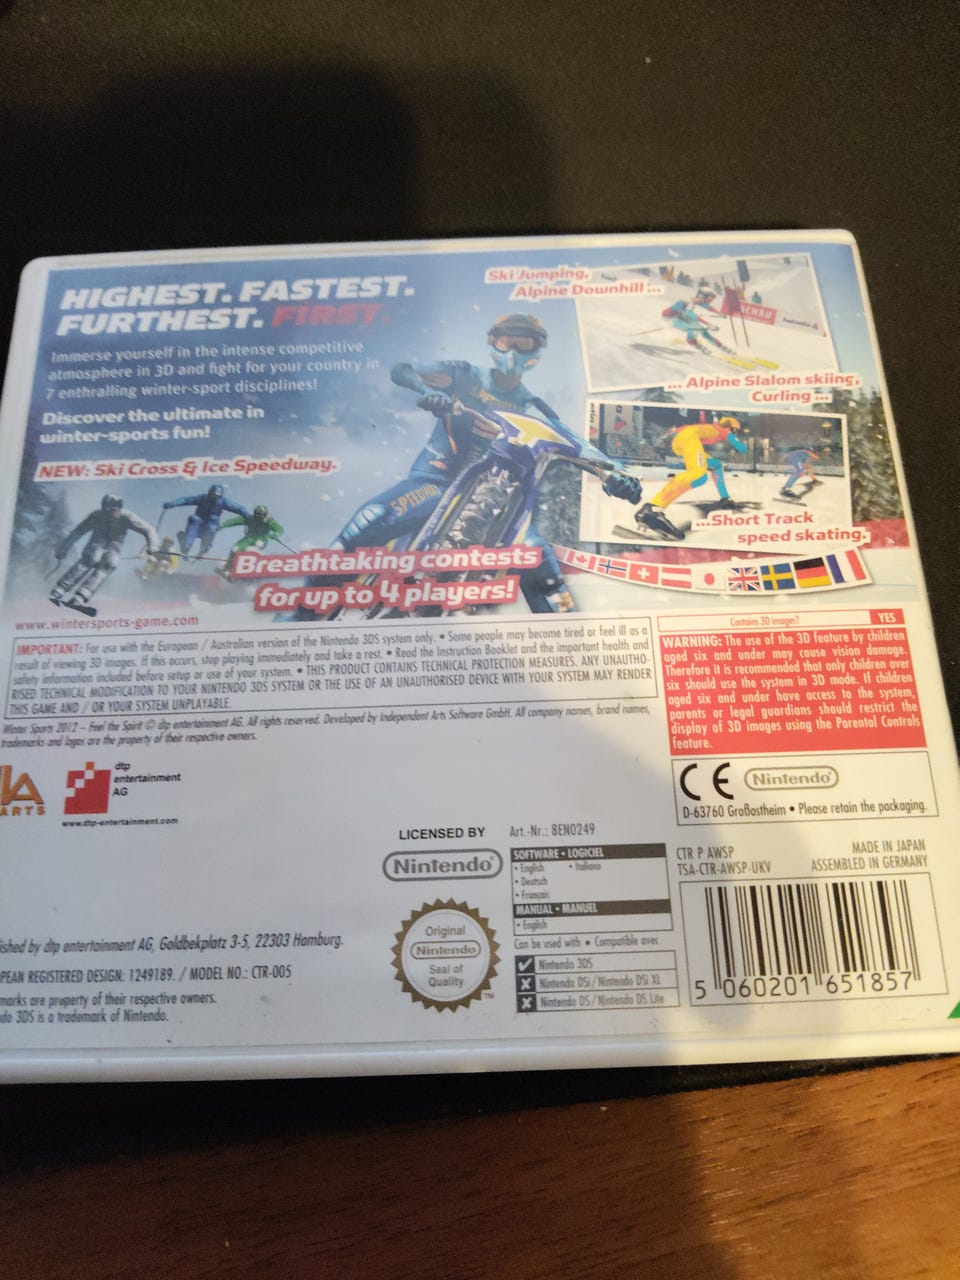 HIGHEST. FASTEST.
FURTHEST. FIRST.
Immerse yourself in the intense competitive
atmosphere in 3D and fight for your country in
7 enthralling winter-sport disciplines!
Discover the ultimate in
winter-sports fun!
NEW: Ski Cross & Ice Speedway.
Ski Jumping,
Alpine Downhill ...
... Alpine Slalom skiing,
Curling ...
SPEEDWAY
...Short Track
speed skating.
Breathtaking contests
for up to 4 players!
www.wintersports-game.com
IMPORTANT: For use with the European / Australian version of the Nintendo 3DS system only. • Some people may become tired or feel ill as a
result of viewing 3D images. If this occurs, stop playing immediately and take a rest. • Read the Instruction Booklet and the important health and
safety information included before setup or use of your system. • THIS PRODUCT CONTAINS TECHNICAL PROTECTION MEASURES. ANY UNAUTHO-
RISED TECHNICAL MODIFICATION TO YOUR NINTENDO 3DS SYSTEM OR THE USE OF AN UNAUTHORISED DEVICE WITH YOUR SYSTEM MAY RENDER
THIS GAME AND / OR YOUR SYSTEM UNPLAYABLE.
Winter Sports 2012 – Feel the Spirit © dtp entertainment AG. All rights reserved. Developed by Independent Arts Software GmbH. All company names, brand names,
trademarks and logos are the property of their respective owners.
Contains 3D images? YES
WARNING: The use of the 3D feature by children
aged six and under may cause vision damage.
Therefore it is recommended that only children over
six should use the system in 3D mode. If children
aged six and under have access to the system,
parents or legal guardians should restrict the
display of 3D images using the Parental Controls
feature.
CE Nintendo
D-63760 Großostheim • Please retain the packaging.
IA
ARTS
dtp
entertainment
AG
www.dtp-entertainment.com
LICENSED BY
Nintendo
Art.-Nr.: 8EN0249
SOFTWARE • LOGICIEL
• English • Italiano
• Deutsch
• Français
MANUAL • MANUEL
• English
Can be used with • Compatible avec
Nintendo 3DS
Nintendo DSi/Nintendo DSi XL
Nintendo DS/Nintendo DS Lite
CTR P AWSP
TSA-CTR-AWSP-UKV
MADE IN JAPAN
ASSEMBLED IN GERMANY
5 060201 651857
Original
Nintendo
Seal of
Quality
TM
ished by dtp entertainment AG, Goldbekplatz 3-5, 22303 Hamburg.
PEAN REGISTERED DESIGN: 1249189. / MODEL NO.: CTR-005
marks are property of their respective owners.
do 3DS is a trademark of Nintendo.